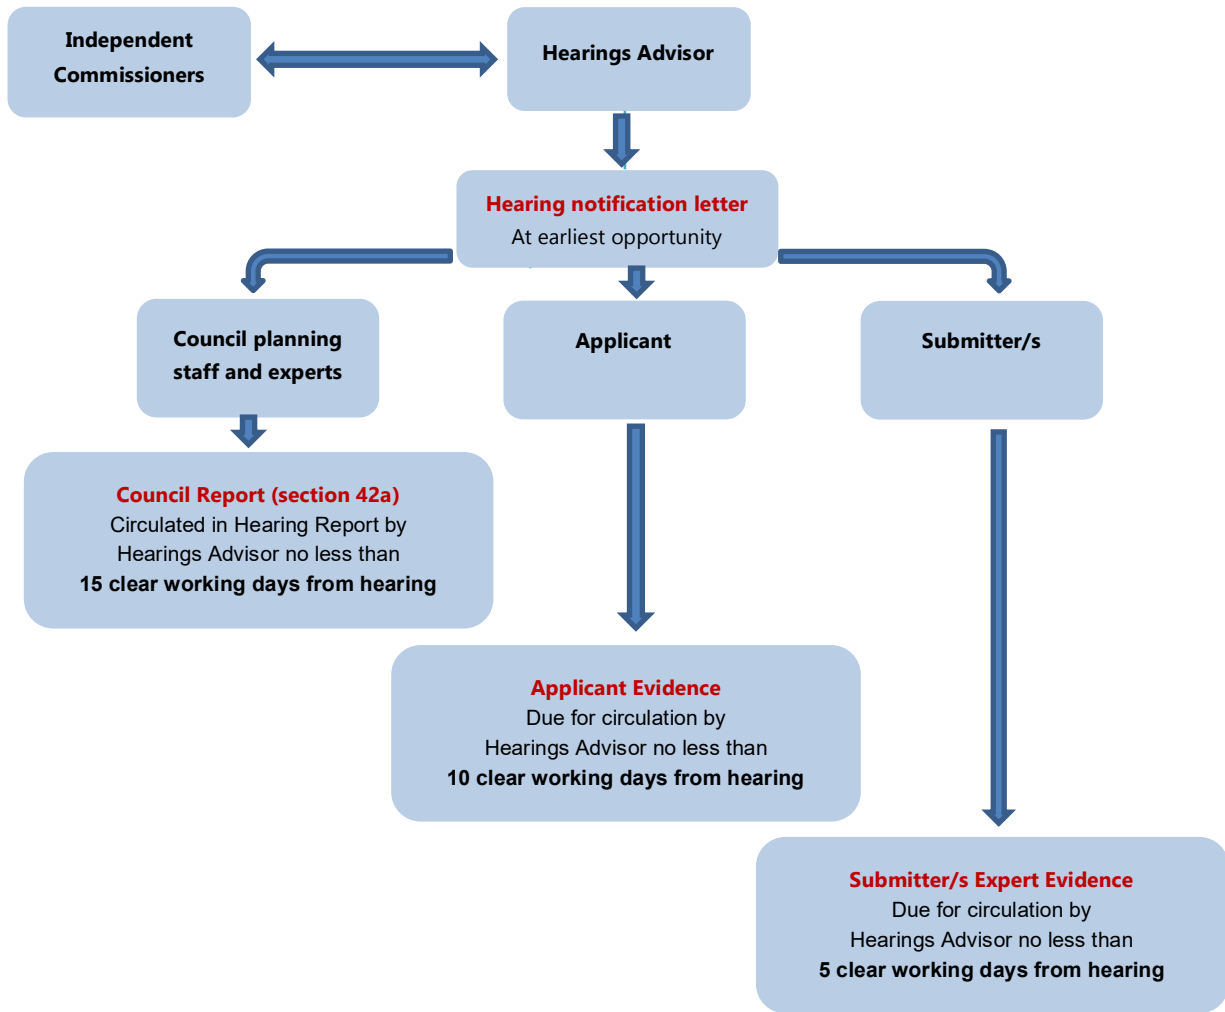 Independent
Commissioners
Hearings Advisor
Hearing notification letter
At earliest opportunity
Council planning
staff and experts
Applicant
Submitter/s
Council Report (section 42a)
Circulated in Hearing Report by
Hearings Advisor no less than
15 clear working days from hearing
Applicant Evidence
Due for circulation by
Hearings Advisor no less than
10 clear working days from hearing
Submitter/s Expert Evidence
Due for circulation by
Hearings Advisor no less than
5 clear working days from hearing